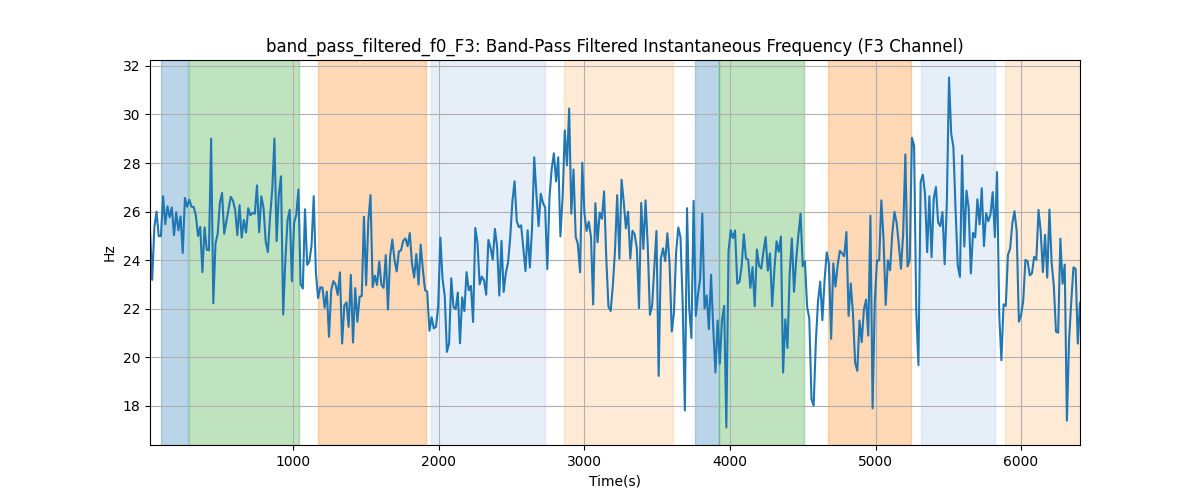 band_pass_filtered_f0_F3: Band-Pass Filtered Instantaneous Frequency (F3 Channel)
32
30
28
26
24
22
20
18
Hz
1000 2000 3000 4000 5000 6000
Time(s)